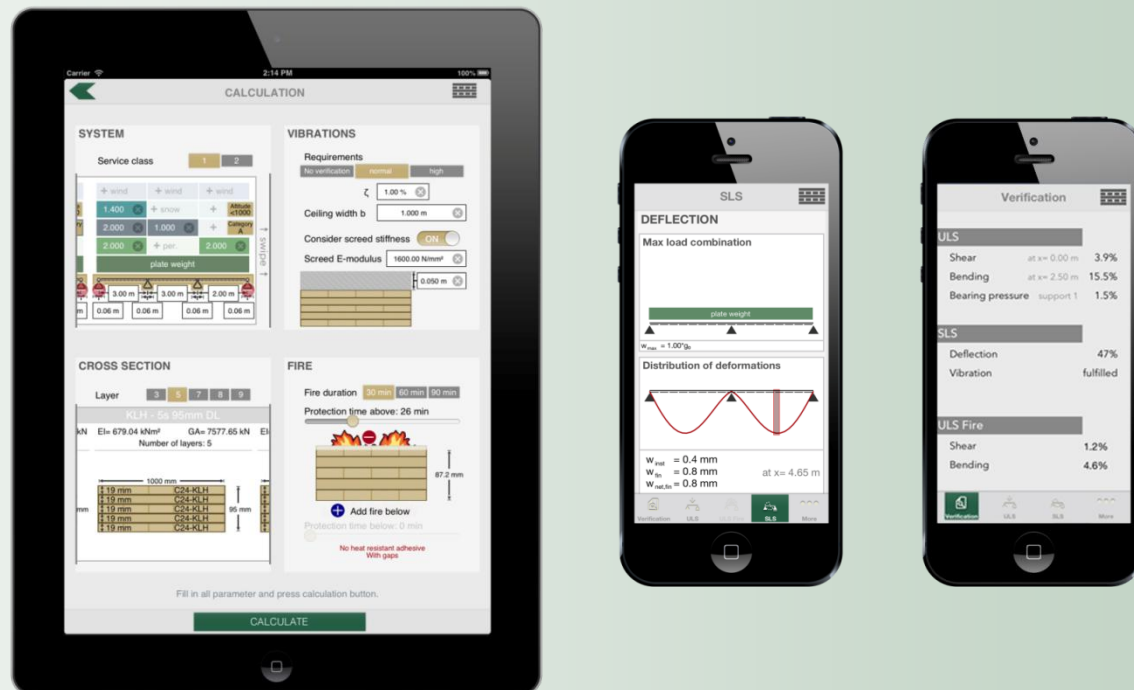 Carrier 2:14 PM 100%
CALCULATION
SYSTEM
Service class 1 2
+ wind + wind + wind
1.400 + snow + Altitude <1000
2.000 1.000 + Category A
2.000 + per. 2.000
plate weight
swipe
3.00 m 3.00 m 2.00 m
m 0.06 m 0.06 m 0.06 m 0.06 m
VIBRATIONS
Requirements
No verification normal high
ζ 1.00 %
Ceiling width b 1.000 m
Consider screed stiffness ON
Screed E-modulus 1600.00 N/mm²
0.050 m
CROSS SECTION
Layer 3 5 7 8 9
KLH - 5s 95mm DL
kN EI= 679.04 kNm² GA= 7577.65 kN EI
Number of layers: 5
1000 mm
19 mm C24-KLH
19 mm C24-KLH
mm 19 mm C24-KLH 95 mm
19 mm C24-KLH
19 mm C24-KLH
FIRE
Fire duration 30 min 60 min 90 min
Protection time above: 26 min
87.2 mm
Add fire below
Protection time below: 0 min
No heat resistant adhesive
With gaps
Fill in all parameter and press calculation button.
CALCULATE
SLS
DEFLECTION
Max load combination
plate weight
w max = 1.00*g
Distribution of deformations
w inst = 0.4 mm
w fin = 0.8 mm at x= 4.65 m
w net,fin = 0.8 mm
Verification ULS ULS Fire SLS More
Verification
ULS
Shear at x= 0.00 m 3.9%
Bending at x= 2.50 m 15.5%
Bearing pressure support 1 1.5%
SLS
Deflection 47%
Vibration fulfilled
ULS Fire
Shear 1.2%
Bending 4.6%
Verification ULS SLS More